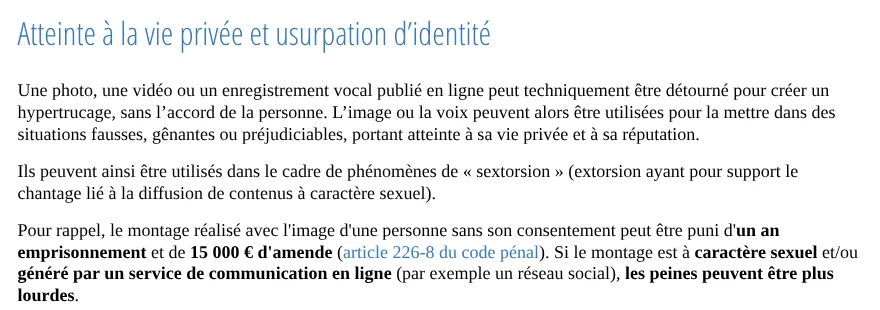 Atteinte à la vie privée et usurpation d’identité
Une photo, une vidéo ou un enregistrement vocal publié en ligne peut techniquement être détourné pour créer un
hypertrucage, sans l’accord de la personne. L’image ou la voix peuvent alors être utilisées pour la mettre dans des
situations fausses, gênantes ou préjudiciables, portant atteinte à sa vie privée et à sa réputation.
Ils peuvent ainsi être utilisés dans le cadre de phénomènes de « sextorsion » (extorsion ayant pour support le
chantage lié à la diffusion de contenus à caractère sexuel).
Pour rappel, le montage réalisé avec l'image d'une personne sans son consentement peut être puni d'un an
emprisonnement et de 15 000 € d'amende (article 226-8 du code pénal). Si le montage est à caractère sexuel et/ou
généré par un service de communication en ligne (par exemple un réseau social), les peines peuvent être plus
lourdes.